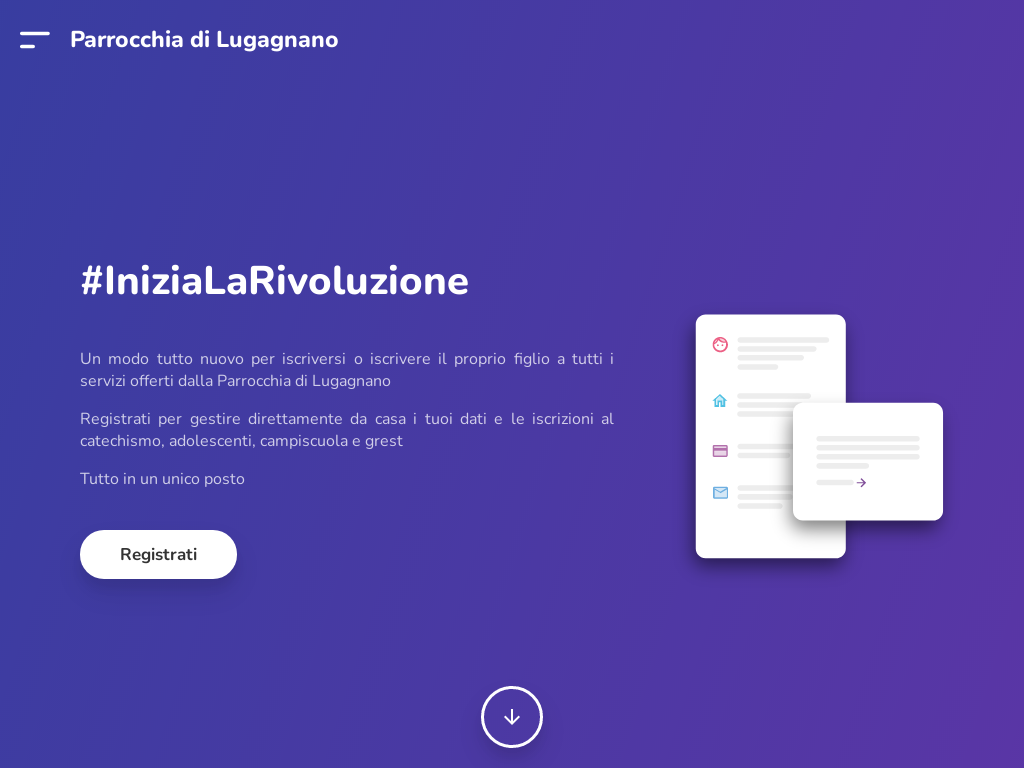 Parrocchia di Lugagnano
#IniziaLaRivoluzione
Un modo tutto nuovo per iscriversi o iscrivere il proprio figlio a tutti i
servizi offerti dalla Parrocchia di Lugagnano
Registrati per gestire direttamente da casa i tuoi dati e le iscrizioni al
catechismo, adolescenti, campiscuola e grest
Tutto in un unico posto
Registrati